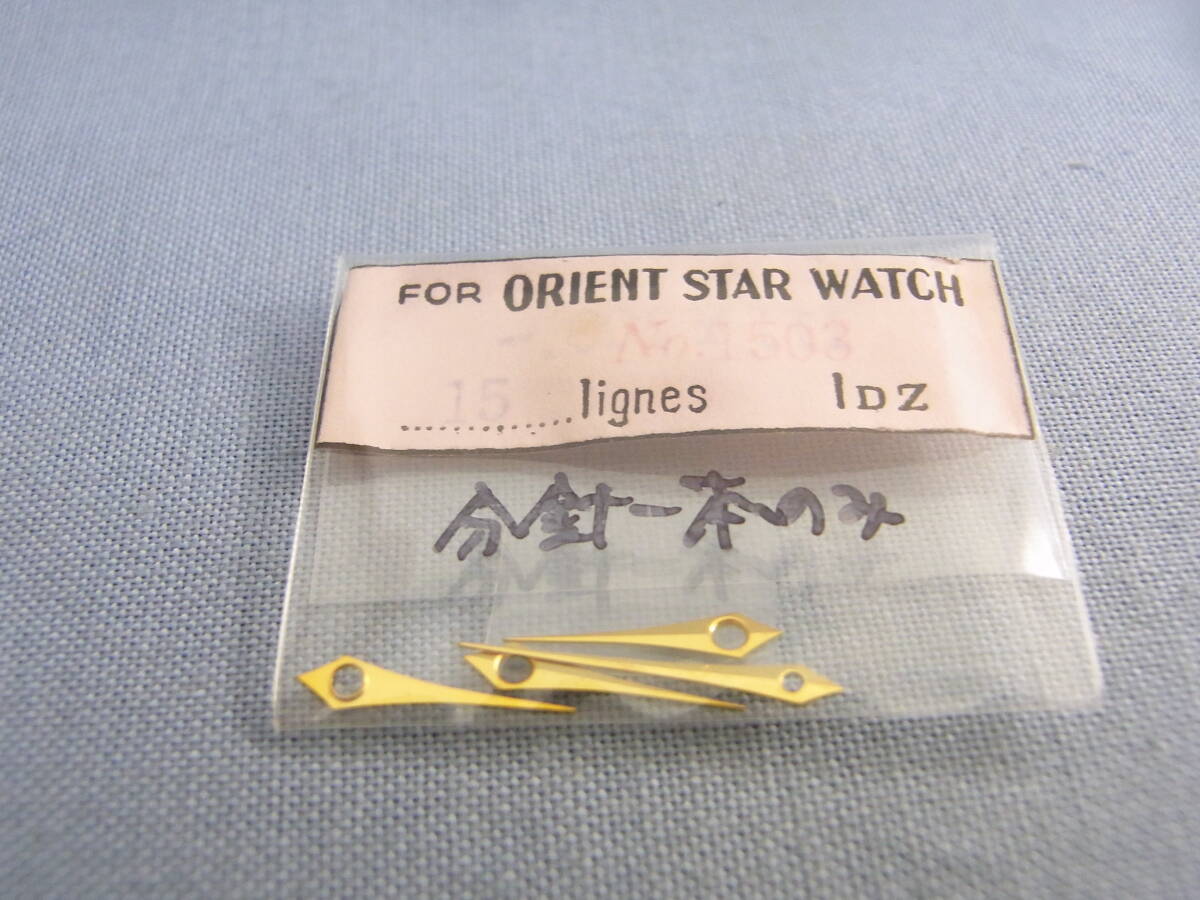 FOR ORIENT STAR WATCH
No.1503
15 lignes 1DZ
分針一本のみ